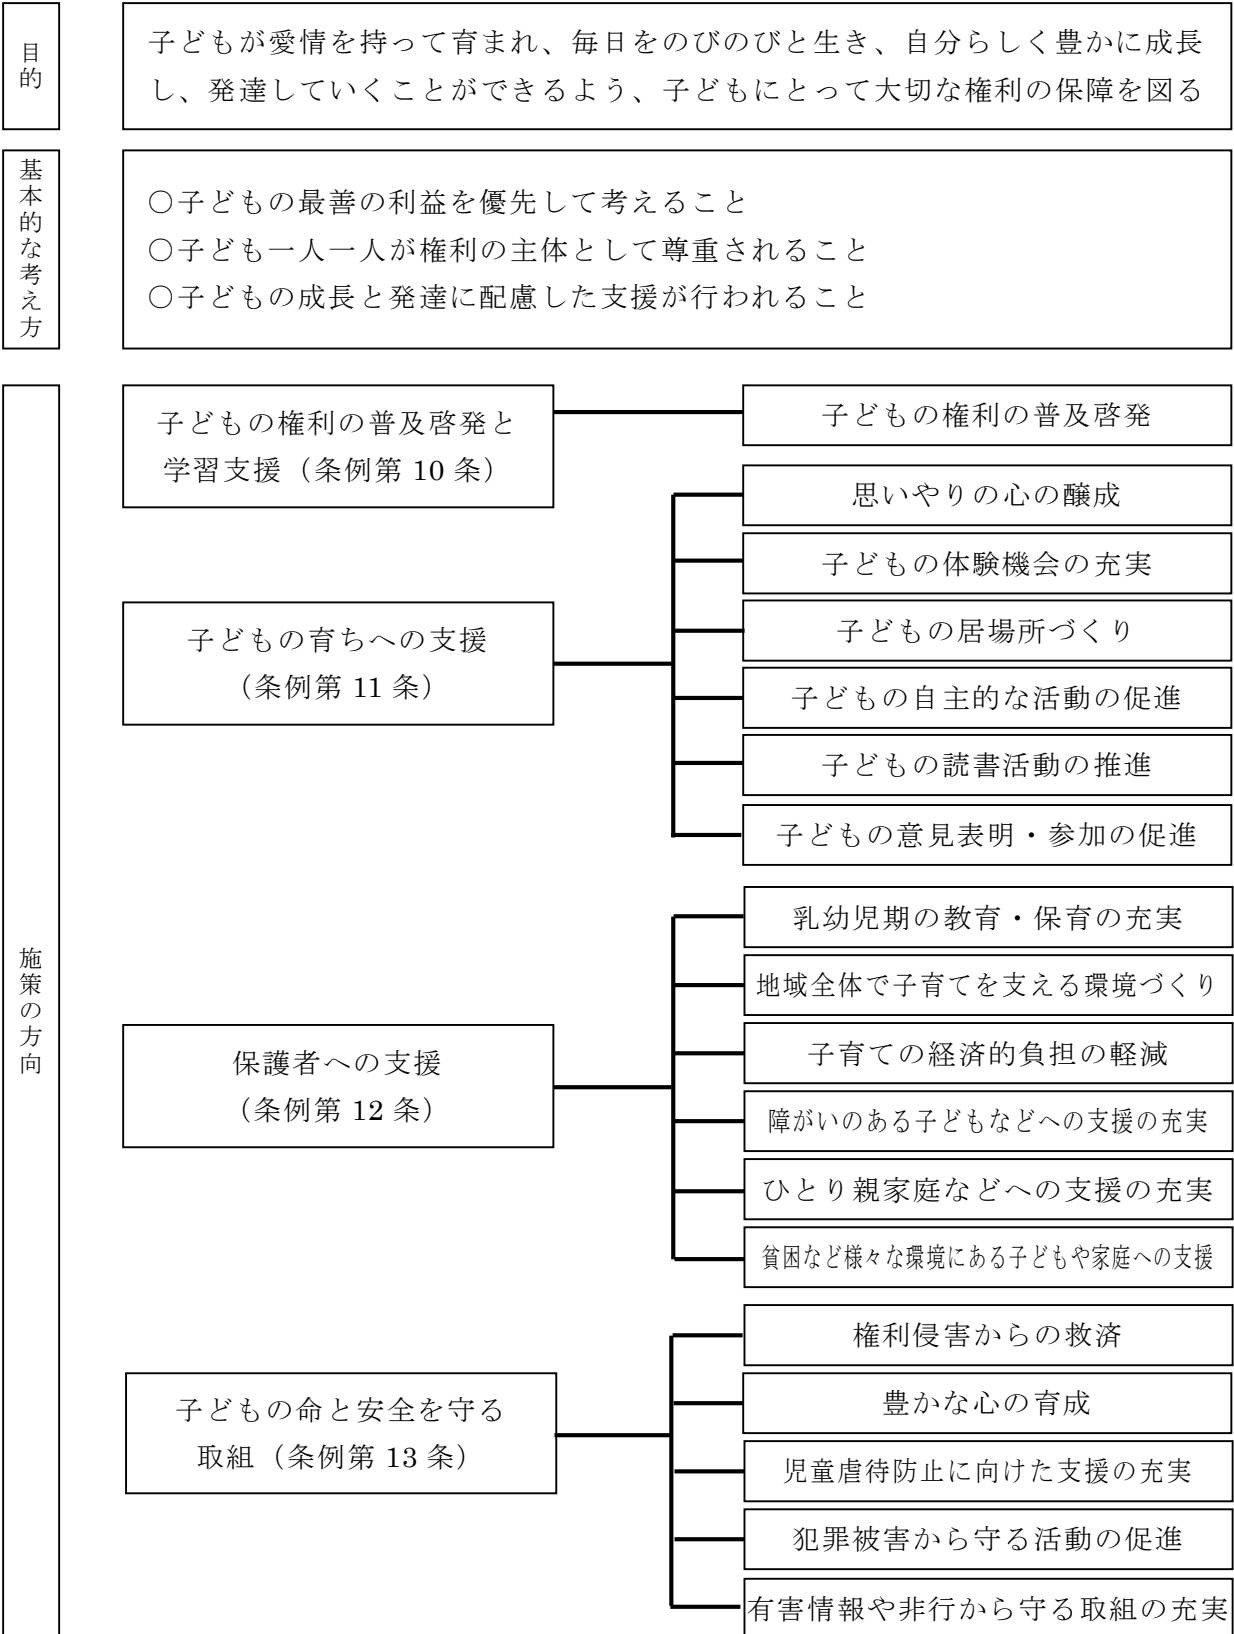 目的
子どもが愛情を持って育まれ、毎日をのびのびと生き、自分らしく豊かに成長
し、発達していくことができるよう、子どもにとって大切な権利の保障を図る
基本的な考え方
○子どもの最善の利益を優先して考えること
○子ども一人一人が権利の主体として尊重されること
○子どもの成長と発達に配慮した支援が行われること
施策の方向
子どもの権利の普及啓発と
学習支援（条例第 10 条）
子どもの権利の普及啓発
子どもの育ちへの支援
（条例第 11 条）
思いやりの心の醸成
子どもの体験機会の充実
子どもの居場所づくり
子どもの自主的な活動の促進
子どもの読書活動の推進
子どもの意見表明・参加の促進
保護者への支援
（条例第 12 条）
乳幼児期の教育・保育の充実
地域全体で子育てを支える環境づくり
子育ての経済的負担の軽減
障がいのある子どもなどへの支援の充実
ひとり親家庭などへの支援の充実
貧困など様々な環境にある子どもや家庭への支援
子どもの命と安全を守る
取組（条例第 13 条）
権利侵害からの救済
豊かな心の育成
児童虐待防止に向けた支援の充実
犯罪被害から守る活動の促進
有害情報や非行から守る取組の充実